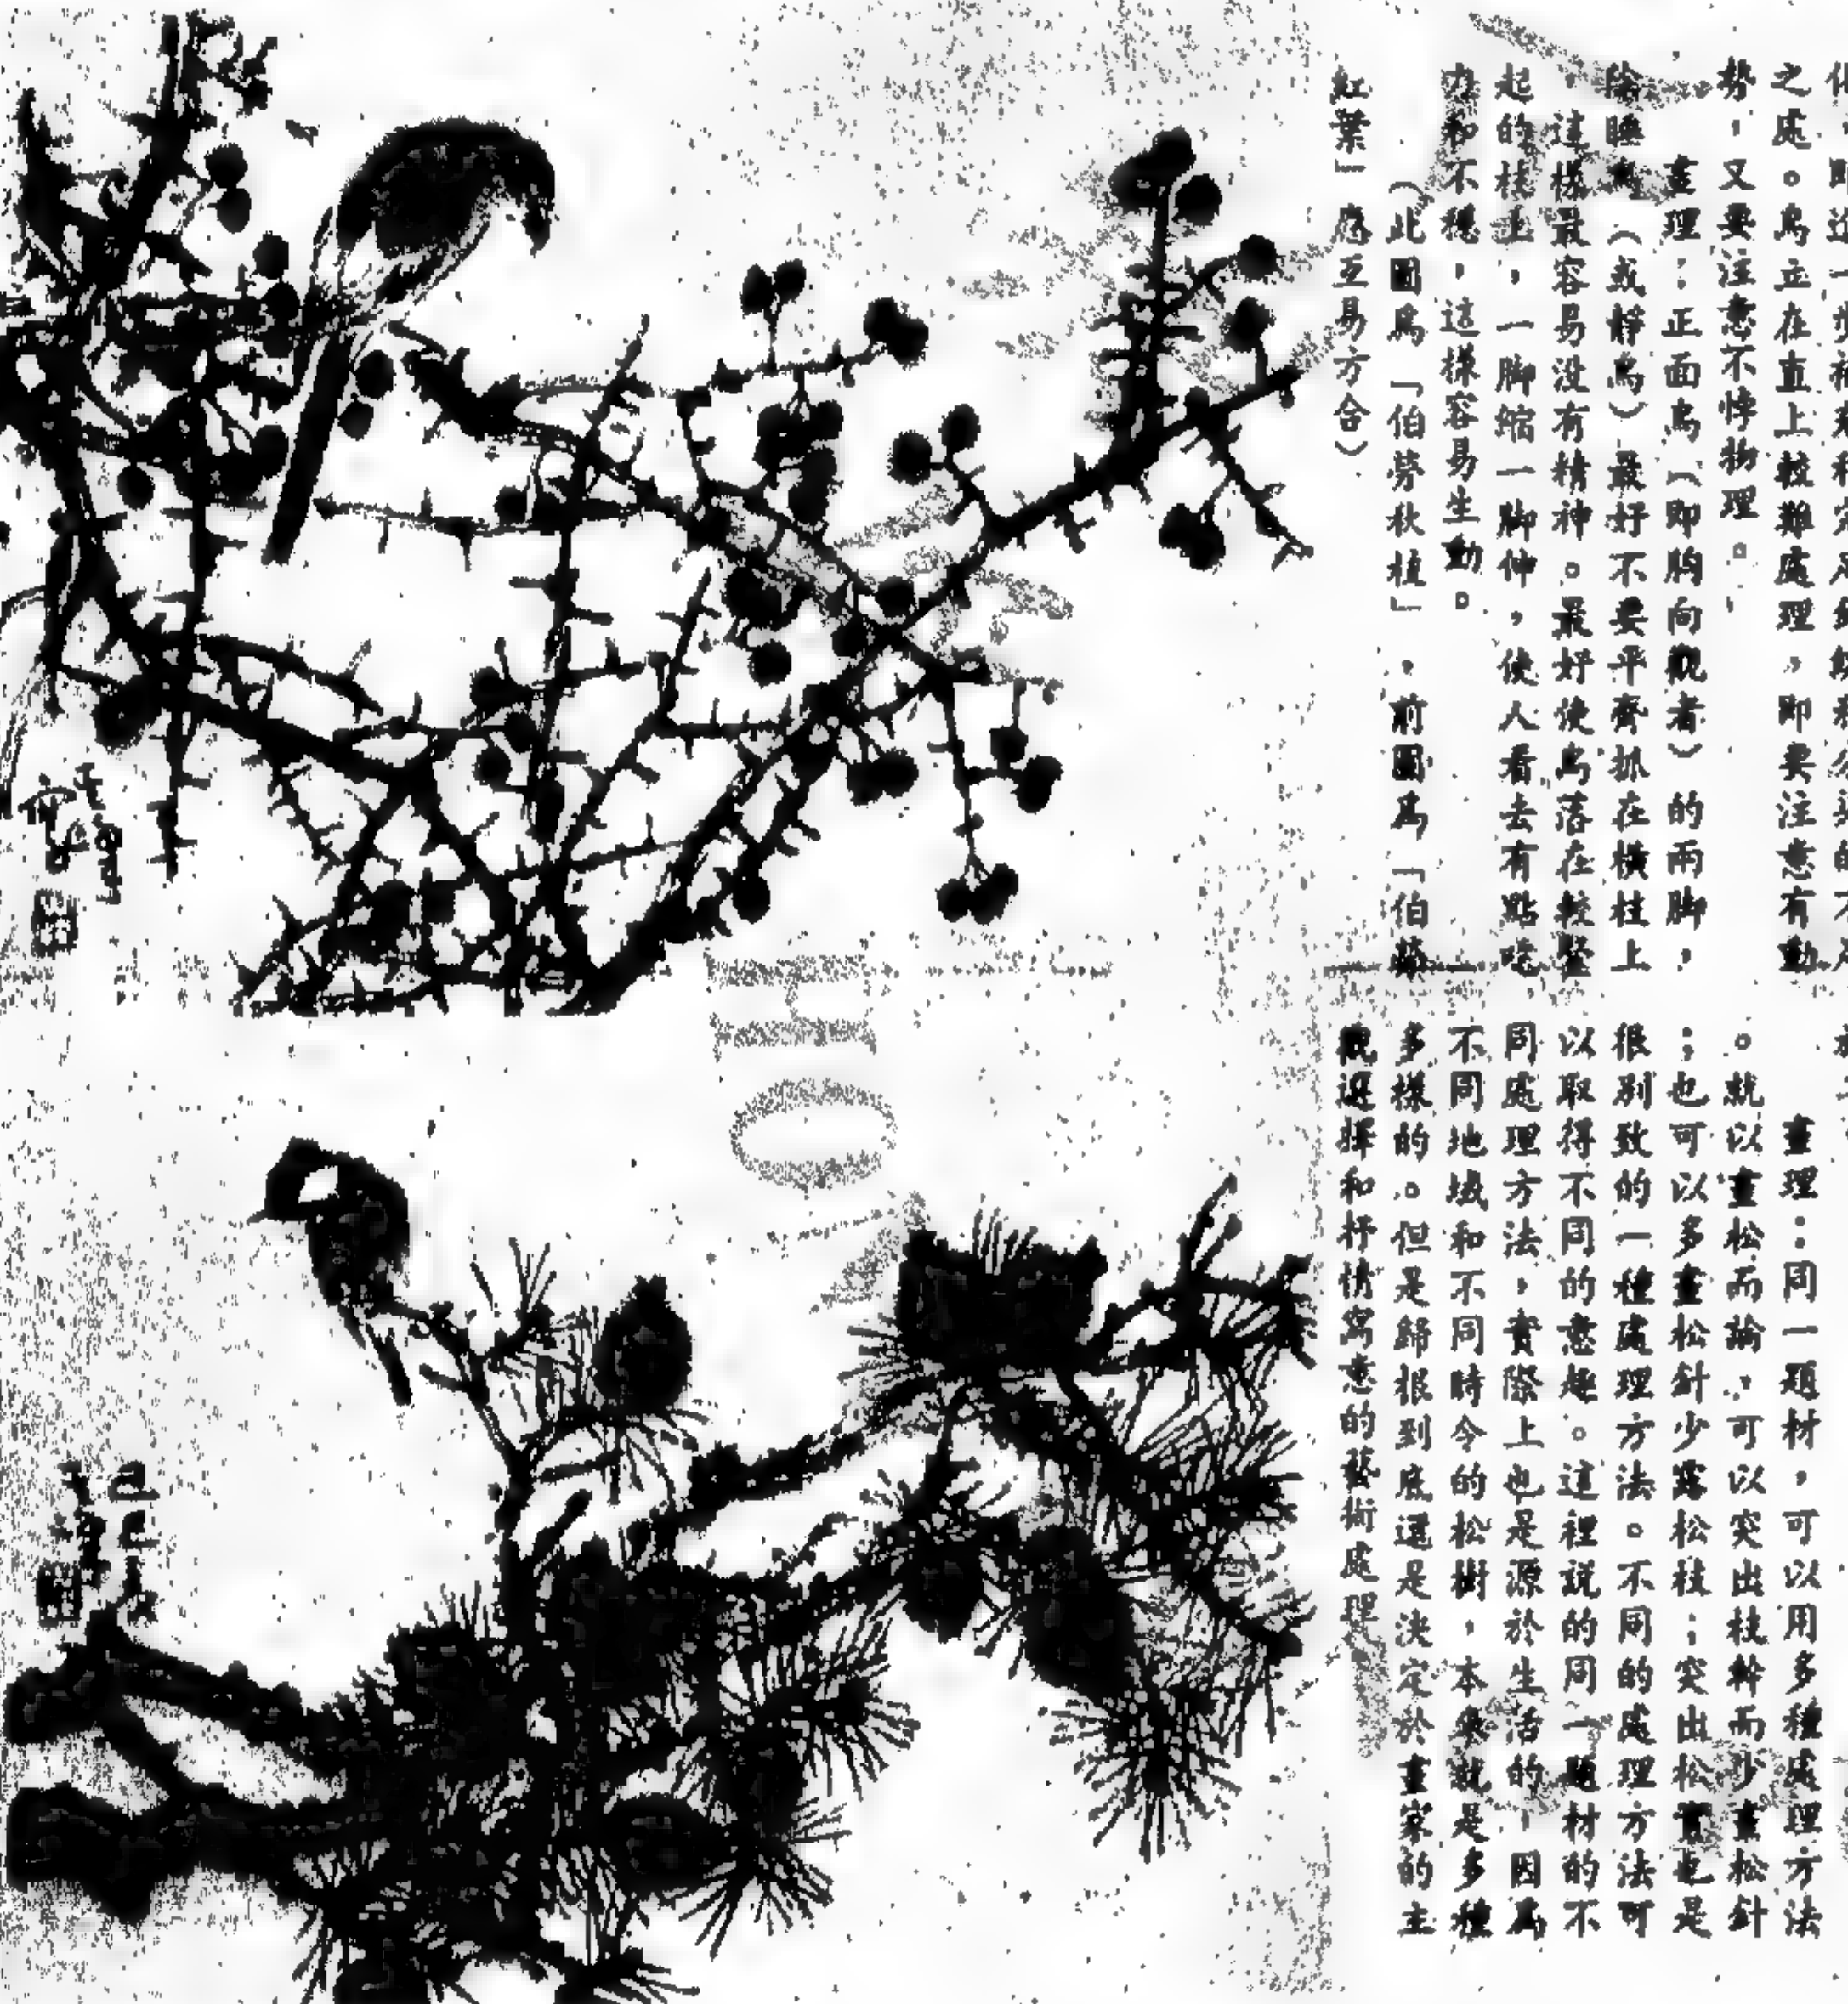 之處。鳥立在直上較難處理，即要注意有動
勢，又要注意不悖物理。
畫理：正面鳥（即胸向觀者）的兩脚，
除睡鳥（或靜鳥）最好不要平齊抓在橫枝上
，這樣最容易没有精神。最好使鳥落在較豎
起的枝上，一脚縮一脚伸，使人看去有點吃
力和不穩，這樣容易生動。
（此圖爲「伯勞秋植」，前圖爲「伯勞
紅葉」應互易方合）
畫理：同一題材，可以用多種處理方法
。就以畫松而論，可以突出枝幹而少畫松針
；也可以多畫松針少露松枝；突出松實也是
很别致的一種處理方法。不同的處理方法可
以取得不同的意趣。這裡説的同一題材的不
同處理方法，實際上也是源於生活的，因爲
不同地域和不同時令的松樹，本來就是多種
多樣的。但是歸根到底還是決定於畫家的主
觀選擇和抒情寫意的藝術處理